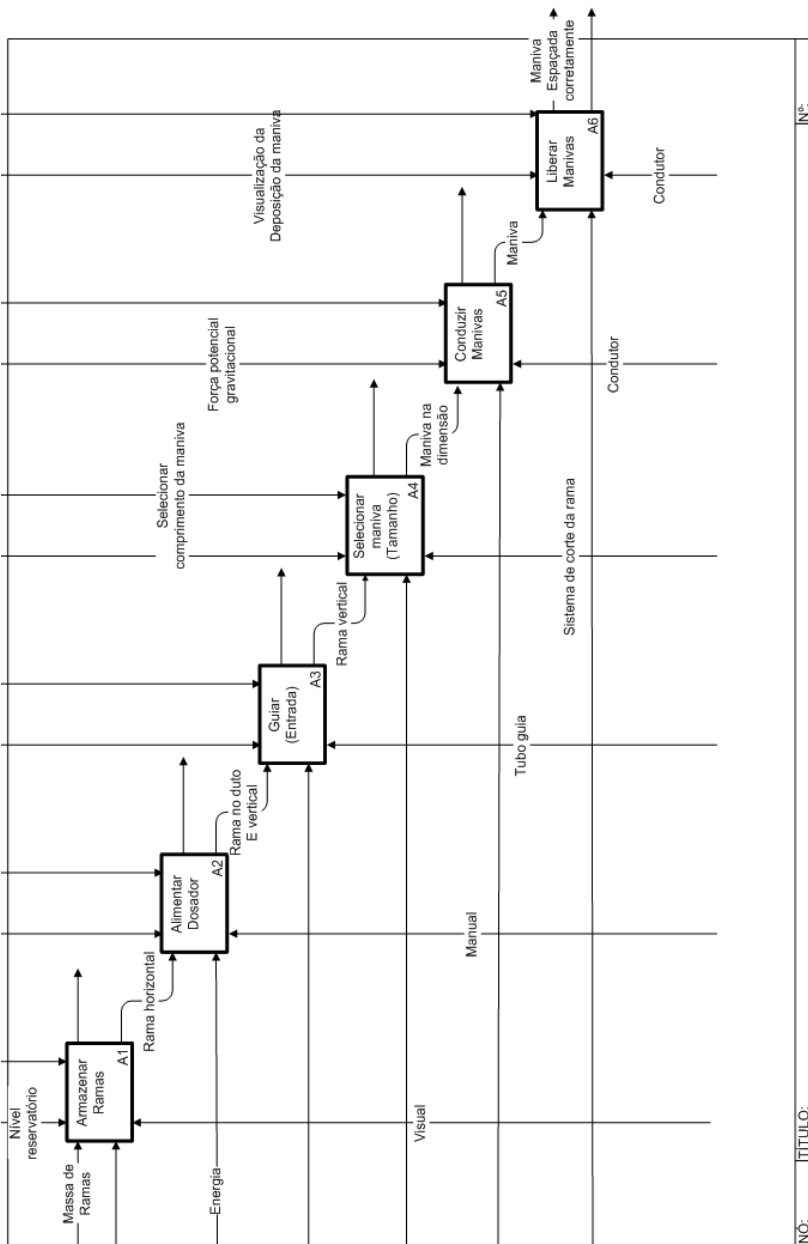 Nível
reservatório
Massa de
Ramas
Armazenar
Ramas
A1
Rama horizontal
Visual
Energia
Alimentar
Dosador
A2
Rama no duto
E vertical
Manual
Guiar
(Entrada)
A3
Rama vertical
Tubo guia
Selecionar
comprimento da maniva
Selecionar
maniva
(Tamanho)
A4
Maniva na
dimensão
Sistema de corte da rama
Força potencial
gravitacional
Conduzir
Manivas
A5
Maniva
Condutor
Visualização da
Deposição da maniva
Liberar
Manivas
A6
Condutor
Maniva
Espaçada
corretamente
NÓ:
TÍTULO:
Nº: